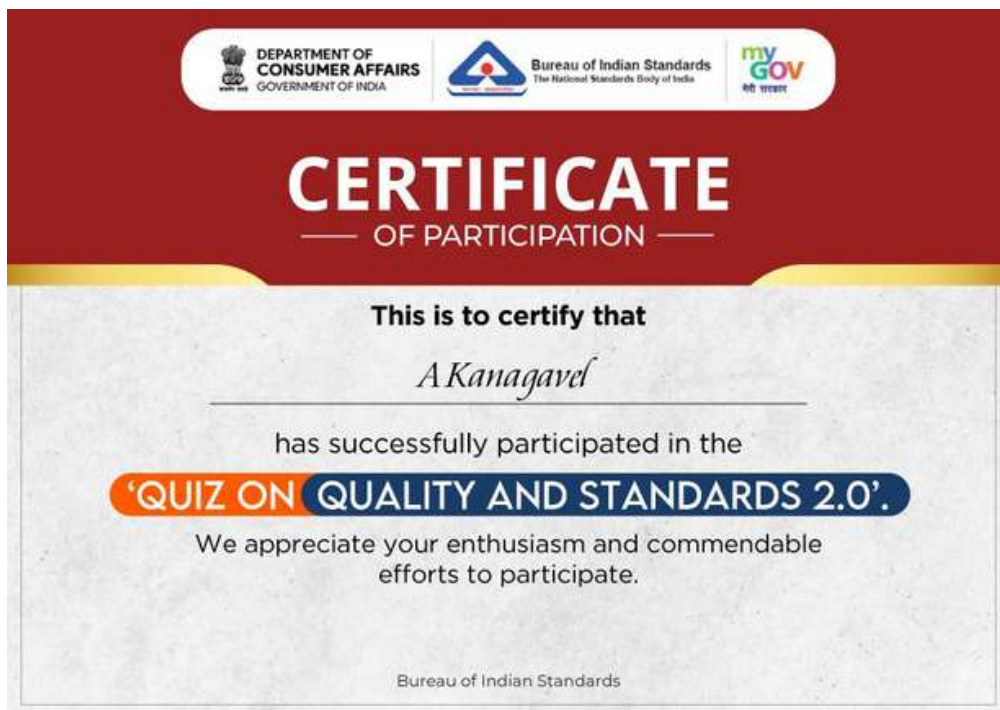 DEPARTMENT OF
CONSUMER AFFAIRS
GOVERNMENT OF INDIA
Bureau of Indian Standards
The National Standards Body of India
my
GOV
मेरी सरकार
CERTIFICATE
OF PARTICIPATION
This is to certify that
A Kanagavel
has successfully participated in the
‘QUIZ ON QUALITY AND STANDARDS 2.0’.
We appreciate your enthusiasm and commendable
efforts to participate.
Bureau of Indian Standards